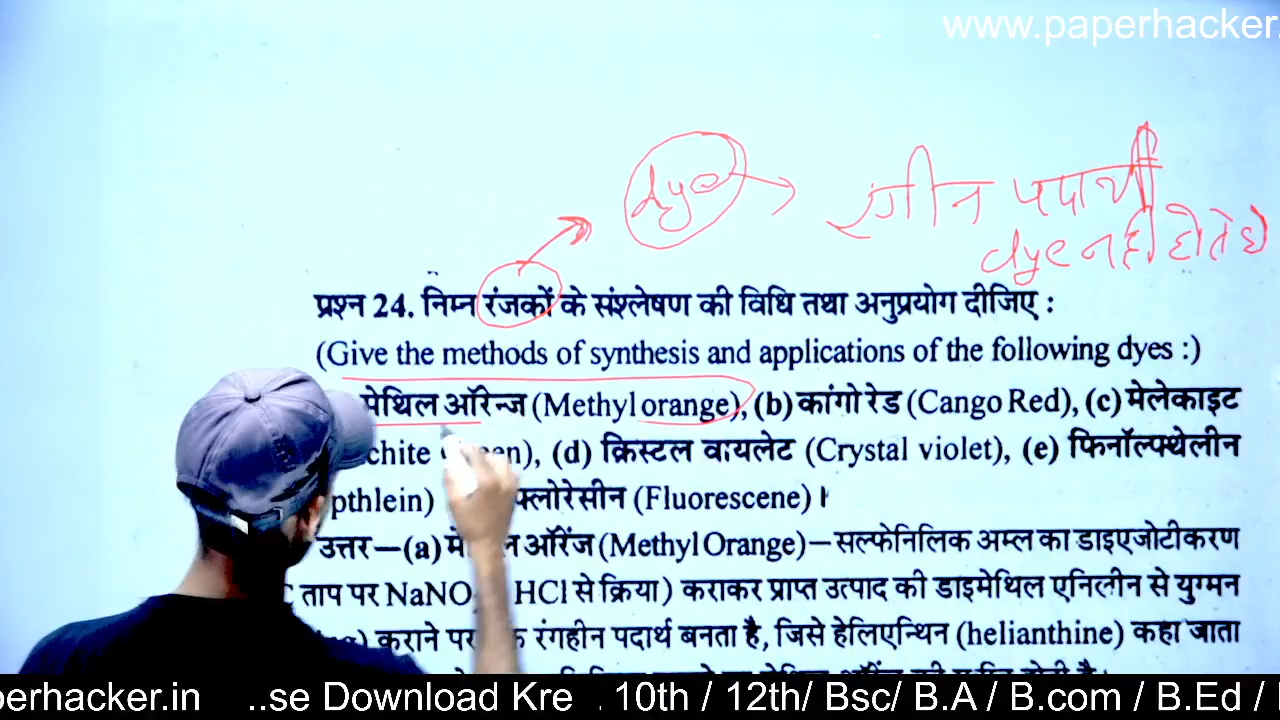 www.paperhacker.
dye रंगीन पदार्थ
dye नही होते है
प्रश्न 24. निम्न रंजकों के संश्लेषण की विधि तथा अनुप्रयोग दीजिए :
(Give the methods of synthesis and applications of the following dyes :)
मेथिल ऑरेन्ज (Methyl orange), (b) कांगो रेड (Cango Red), (c) मेलेकाइट
chite een), (d) क्रिस्टल वायलेट (Crystal violet), (e) फिनॉल्फ्थेलीन
pthlein) फ्लोरेसीन (Fluorescene) ।
उत्तर—(a) मे न ऑरेंज (Methyl Orange)—सल्फेनिलिक अम्ल का डाइएजोटीकरण
C ताप पर NaNO HCl से क्रिया) कराकर प्राप्त उत्पाद की डाइमेथिल एनिलीन से युग्मन
कराने पर क रंगहीन पदार्थ बनता है, जिसे हेलिएन्थिन (helianthine) कहा जाता
perhacker.in ..se Download Kre . 10th / 12th/ Bsc/ B.A / B.com / B.Ed /